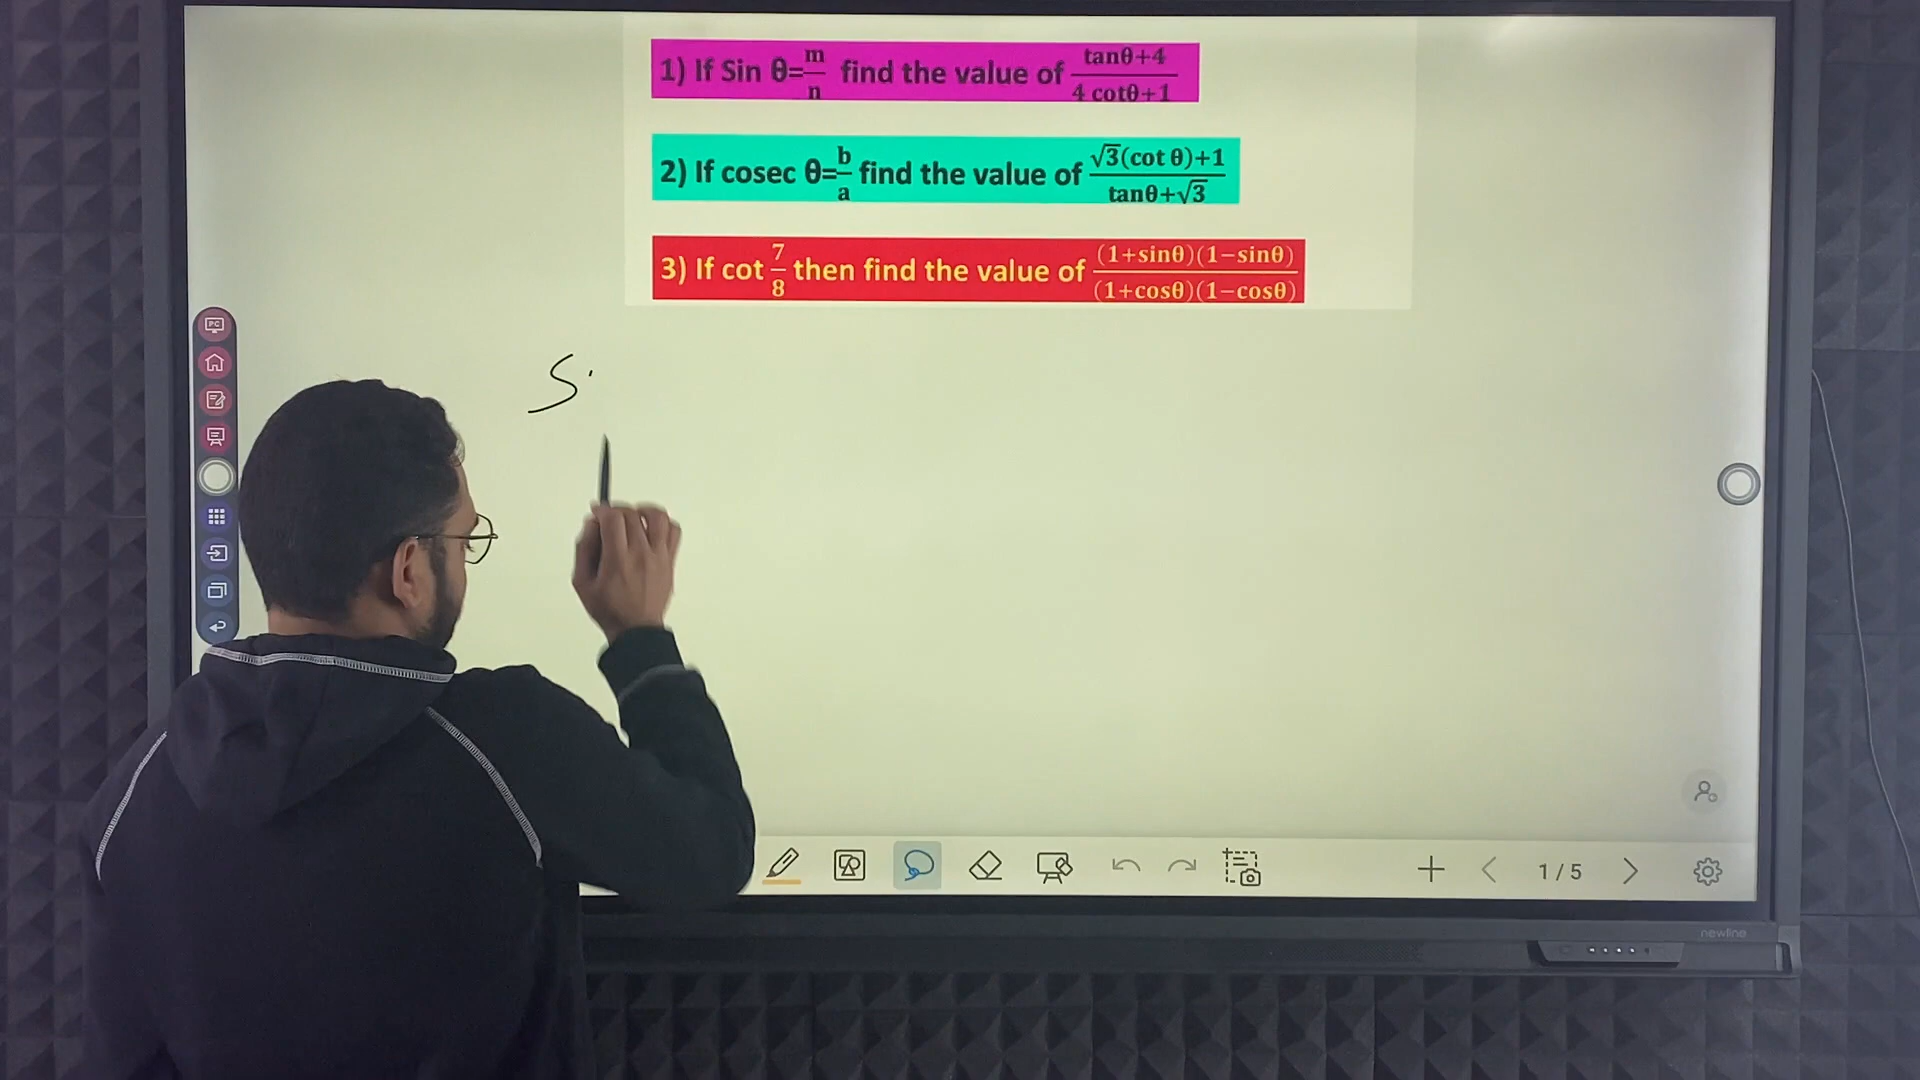 1) If Sin θ=m/n find the value of tanθ+4/4 cotθ+1
2) If cosec θ=b/a find the value of √3(cot θ)+1/tanθ+√3
3) If cot 7/8 then find the value of (1+sinθ)(1−sinθ)/(1+cosθ)(1−cosθ)
PC
S.
1 / 5
newline